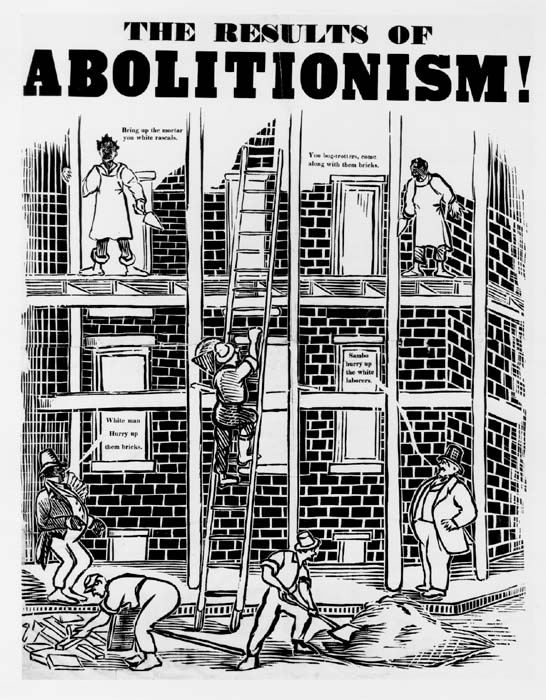 THE RESULTS OF
ABOLITIONISM!
Bring up the mortar
you white rascals.
You bog-trotters, come
along with them bricks.
Sambo
hurry up
the white
laborers.
White man
Hurry up
them bricks.